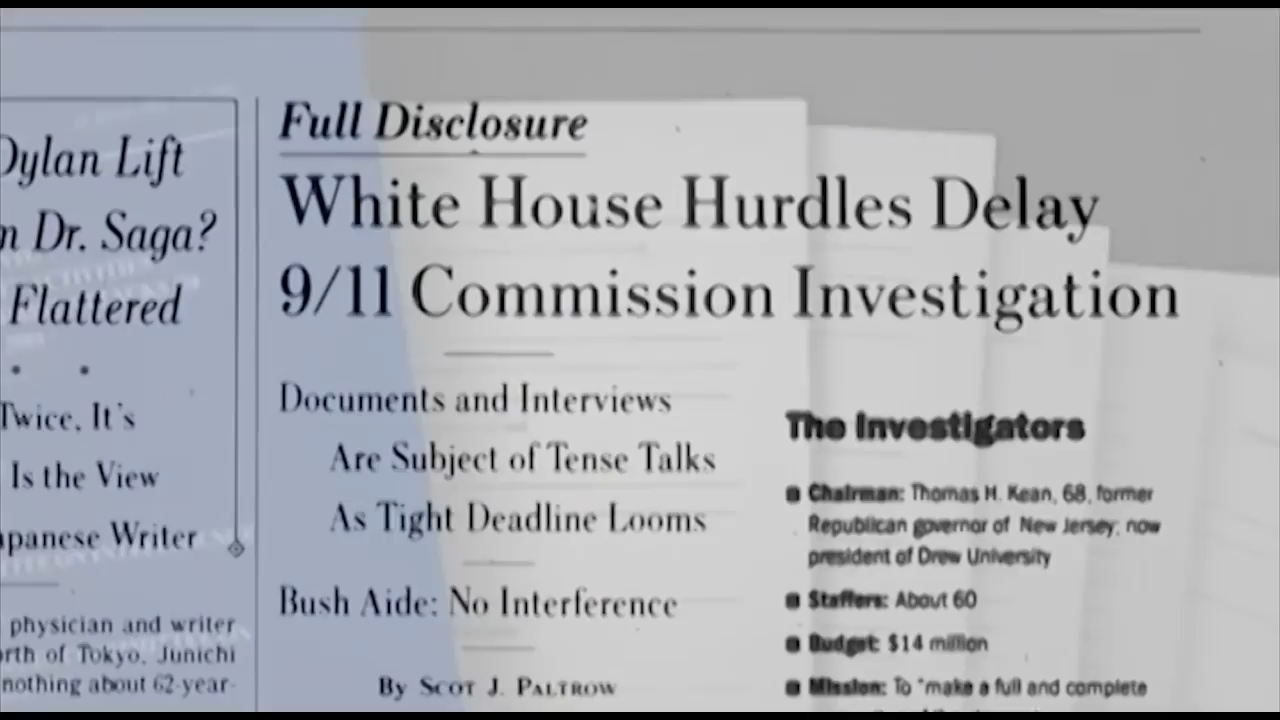 Dylan Lift
n Dr. Saga?
Flattered
Twice, It's
Is the View
apanese Writer
physician and writer
rth of Tokyo, Junichi
nothing about 62-year-
Full Disclosure
White House Hurdles Delay
9/11 Commission Investigation
Documents and Interviews
Are Subject of Tense Talks
As Tight Deadline Looms
Bush Aide: No Interference
By Scot J. Paltrow
The Investigators
Chairman: Thomas H. Kean, 68, former
Republican governor of New Jersey; now
president of Drew University
Staffers: About 60
Budget: $14 million
Mission: To "make a full and complete